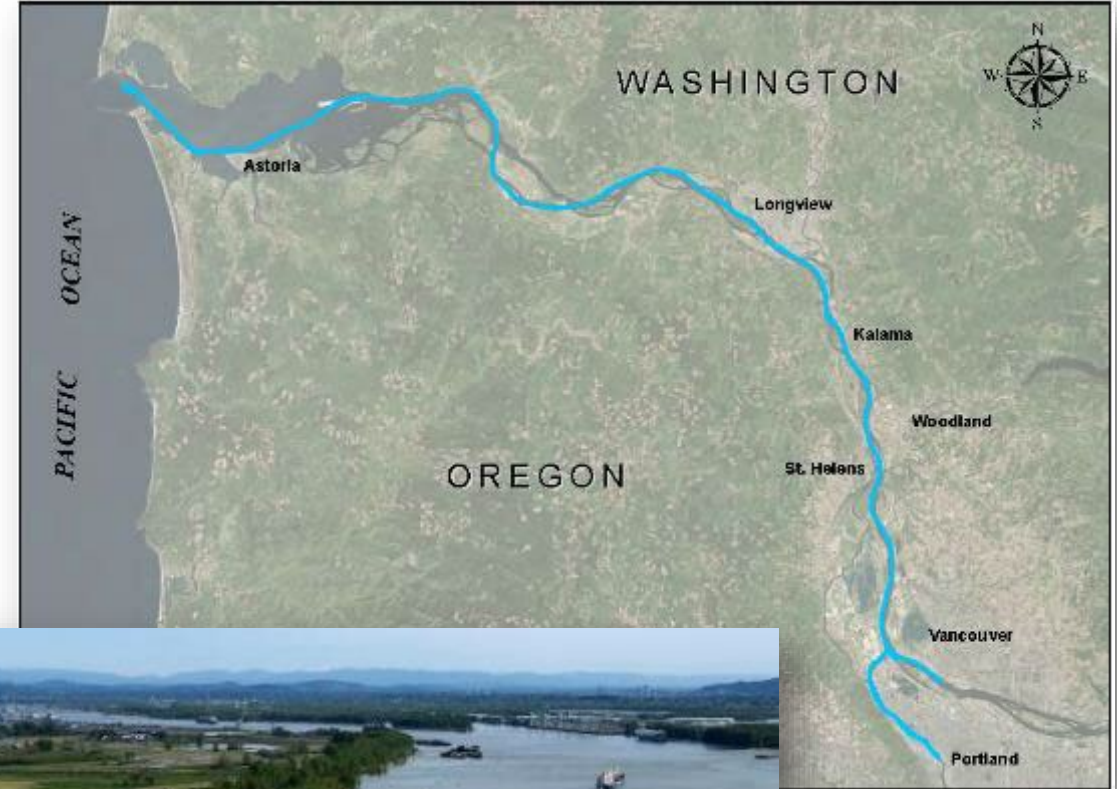 N
WASHINGTON
W
E
S
Astoria
Longview
PACIFIC OCEAN
Kalama
Woodland
St. Helens
OREGON
Vancouver
Portland